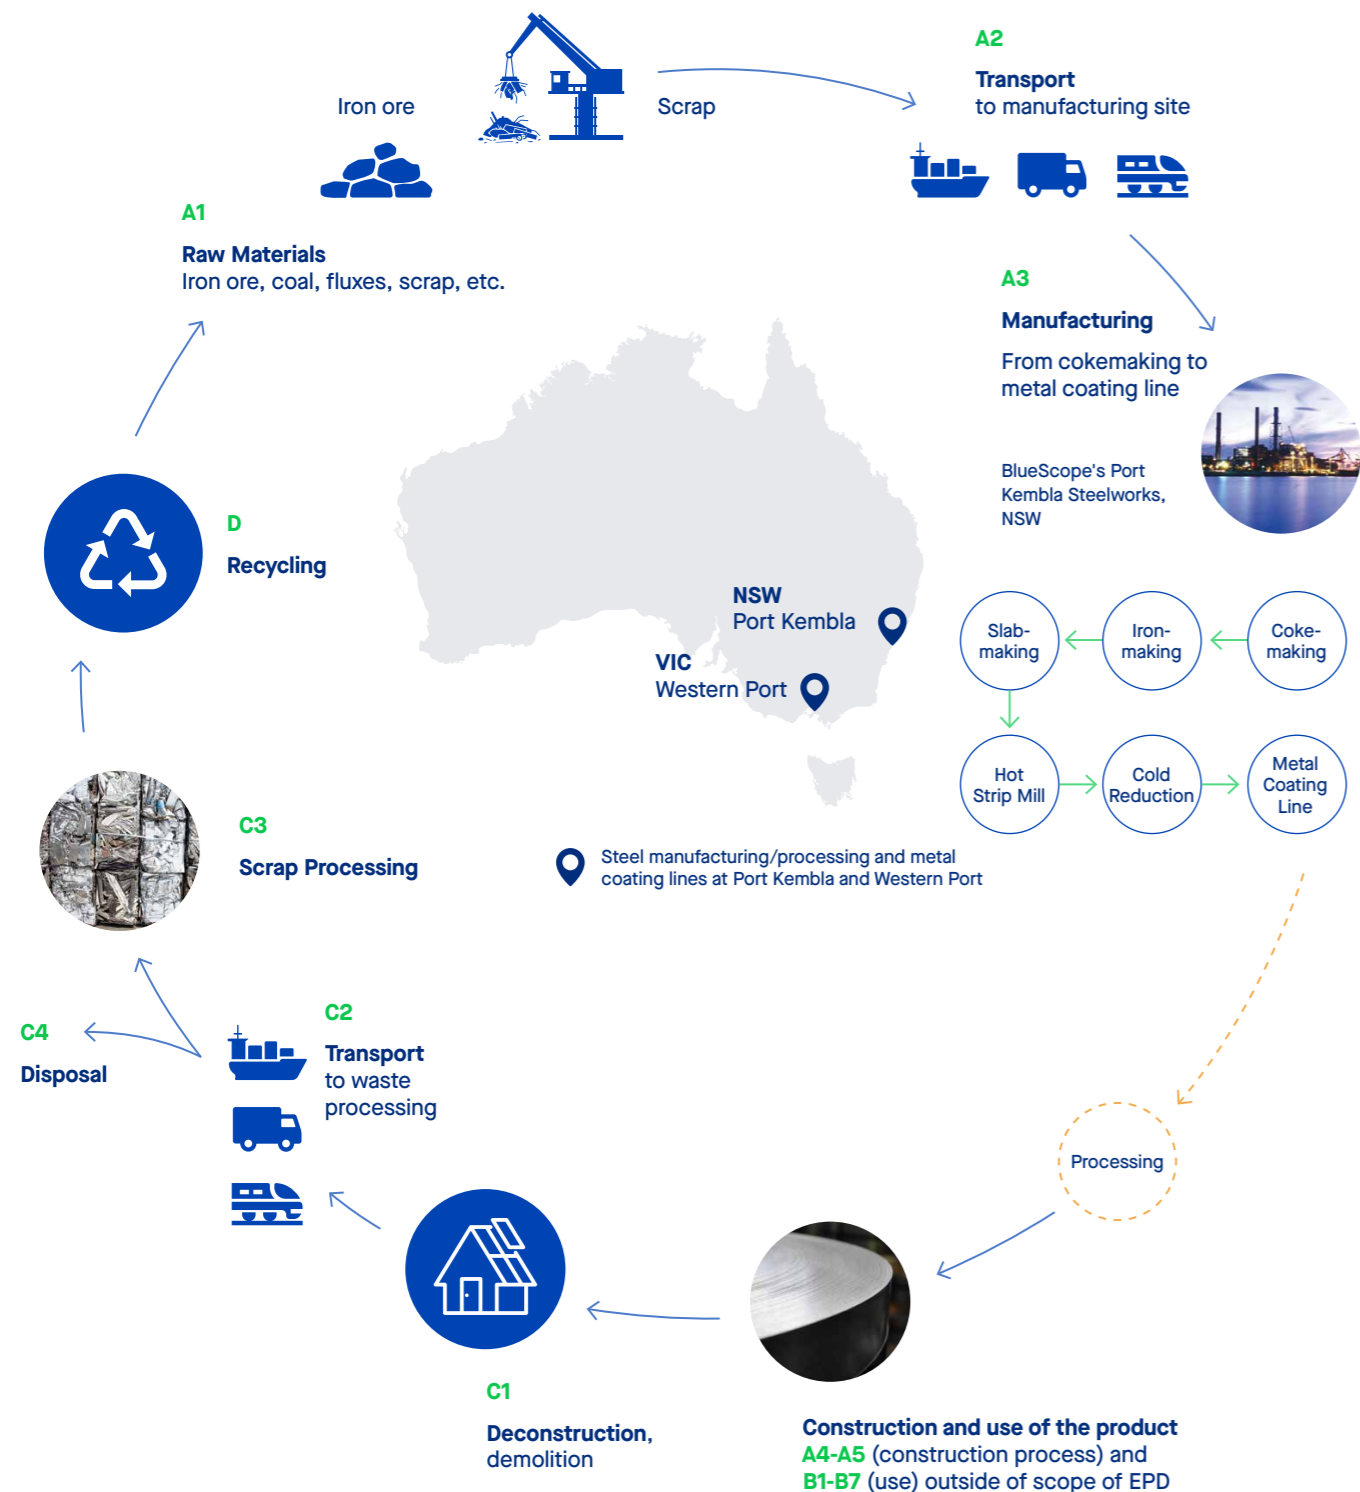 Iron ore
Scrap
A2
Transport
to manufacturing site
A1
Raw Materials
Iron ore, coal, fluxes, scrap, etc.
A3
Manufacturing
From cokemaking to
metal coating line
BlueScope's Port
Kembla Steelworks,
NSW
D
Recycling
NSW
Port Kembla
VIC
Western Port
Coke-
making
Iron-
making
Slab-
making
Hot
Strip Mill
Cold
Reduction
Metal
Coating
Line
Steel manufacturing/processing and metal
coating lines at Port Kembla and Western Port
C3
Scrap Processing
C4
Disposal
C2
Transport
to waste
processing
Processing
C1
Deconstruction,
demolition
Construction and use of the product
A4-A5 (construction process) and
B1-B7 (use) outside of scope of EPD